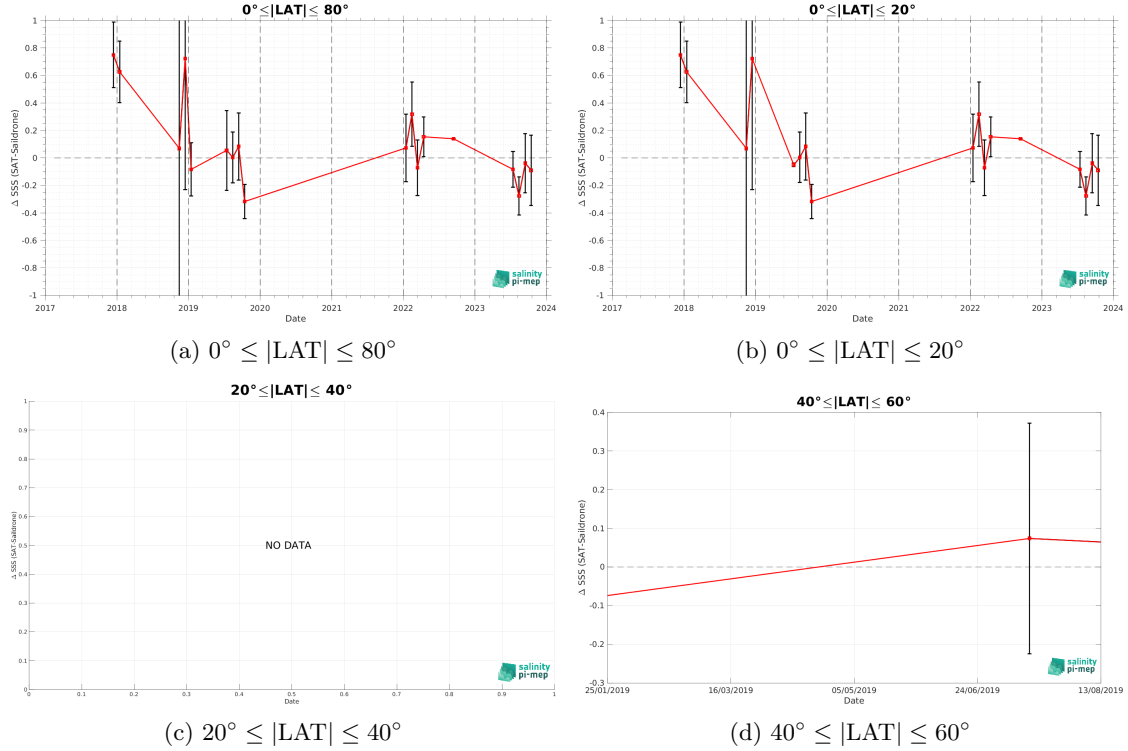 0°≤|LAT|≤ 80°
Δ SSS (SAT-Saildrone)
1
0.8
0.6
0.4
0.2
0
-0.2
-0.4
-0.6
-0.8
-1
2017
2018
2019
2020
2022
2023
2024
Date
salinity
pi-mep
(a) 0° ≤ |LAT| ≤ 80°
0°≤|LAT|≤ 20°
Δ SSS (SAT-Saildrone)
1
0.8
0.6
0.4
0.2
0
-0.2
-0.4
-0.6
-0.8
-1
2017
2018
2019
2020
2022
2023
2024
Date
salinity
pi-mep
(b) 0° ≤ |LAT| ≤ 20°
20°≤|LAT|≤ 40°
Δ SSS (SAT-Saildrone)
1
0.9
0.8
0.7
0.6
0.5
0.4
0.3
0.2
0.1
0
NO DATA
0
0.1
0.2
0.3
0.4
0.5
0.6
0.7
0.8
0.9
1
Date
salinity
pi-mep
(c) 20° ≤ |LAT| ≤ 40°
40°≤|LAT|≤ 60°
Δ SSS (SAT-Saildrone)
0.4
0.3
0.2
0.1
0
-0.1
-0.2
-0.3
25/01/2019
16/03/2019
05/05/2019
24/06/2019
13/08/2019
Date
salinity
pi-mep
(d) 40° ≤ |LAT| ≤ 60°